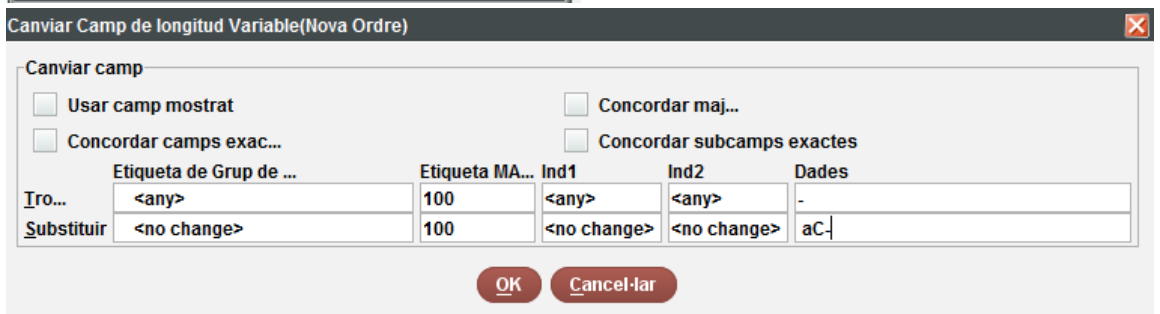 Canviar Camp de longitud Variable(Nova Ordre)
Canviar camp
Usar camp mostrat Concordar maj...
Concordar camps exac... Concordar subcamps exactes
Etiqueta de Grup de ... Etiqueta MA... Ind1 Ind2 Dades
Tro... <any> 100 <any> <any> -
Substituir <no change> 100 <no change> <no change> aC-
OK Cancel·lar